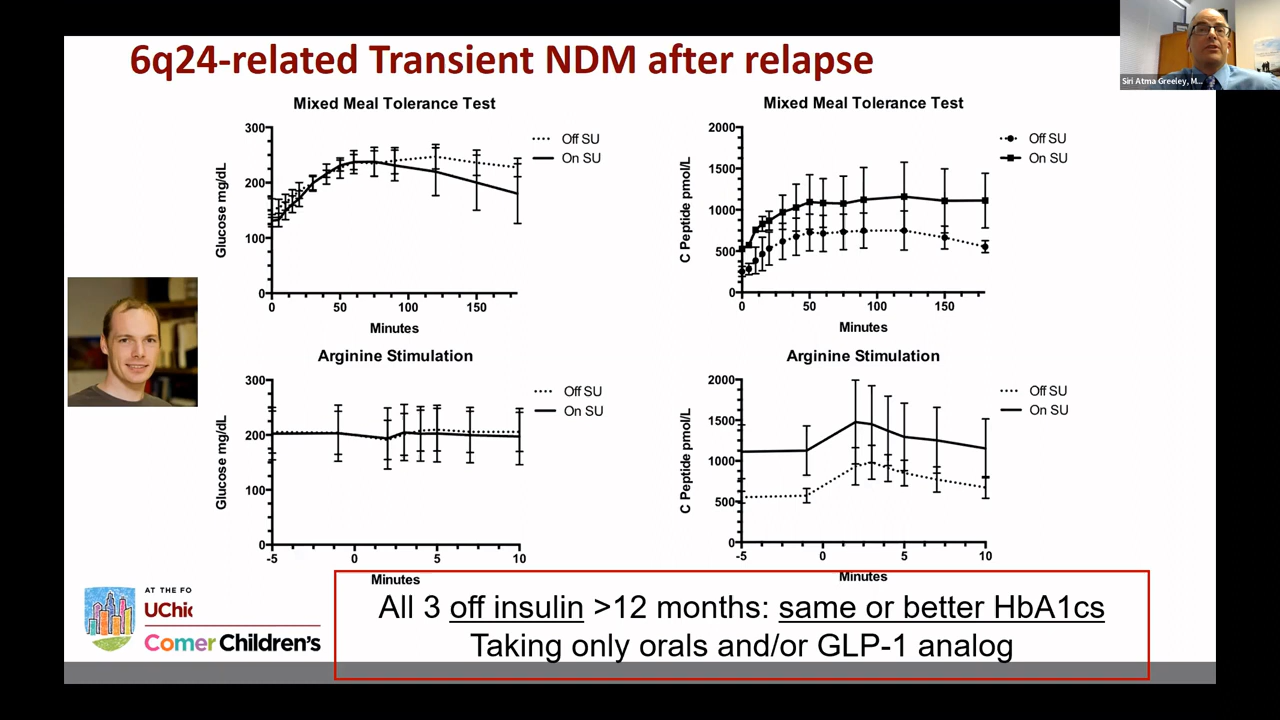 6q24-related Transient NDM after relapse
Siri Atma Greeley, M...
Mixed Meal Tolerance Test
300
200
100
0
Glucose mg/dL
0 50 100 150
Minutes
Off SU
On SU
Mixed Meal Tolerance Test
2000
1500
1000
500
0
C Peptide pmol/L
0 50 100 150
Minutes
Off SU
On SU
Arginine Stimulation
300
200
100
0
Glucose mg/dL
-5 0 5 10
Minutes
Off SU
On SU
Arginine Stimulation
2000
1500
1000
500
0
C Peptide pmol/L
-5 0 5 10
Minutes
Off SU
On SU
AT THE FO
UChic
Comer Children's
All 3 off insulin >12 months: same or better HbA1cs
Taking only orals and/or GLP-1 analog